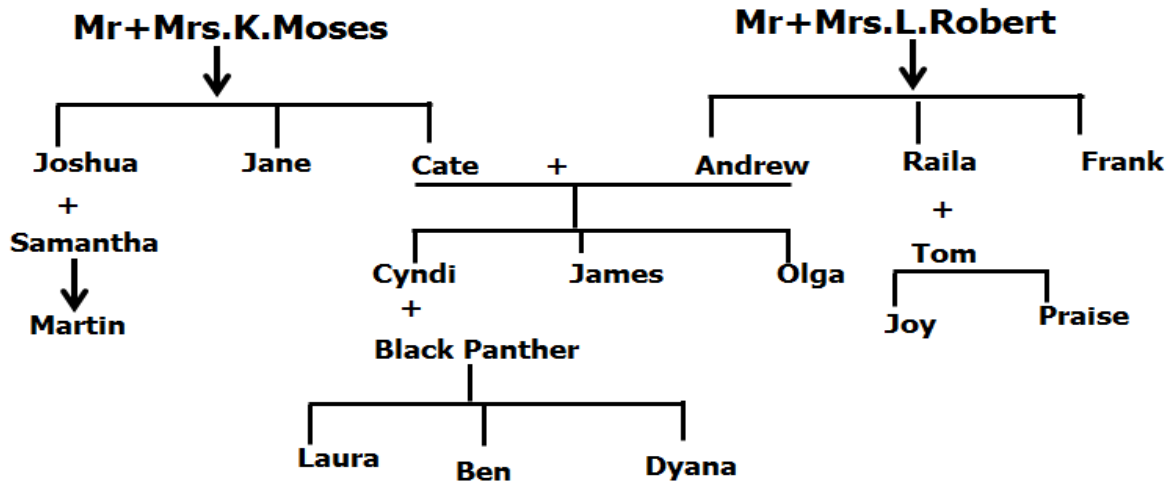 Mr+Mrs.K.Moses
Mr+Mrs.L.Robert
Joshua Jane Cate + Andrew Raila Frank
+ +
Samantha Tom
Cyndi James Olga
Martin + Joy Praise
Black Panther
Laura Ben Dyana